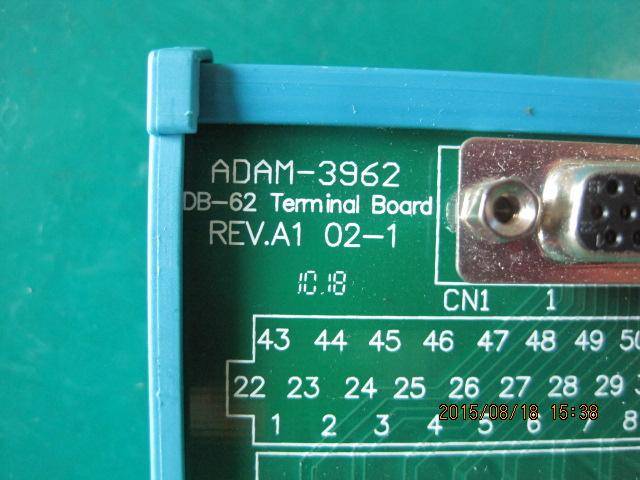 ADAM-3962
DB-62 Terminal Board
REV.A1 02-1
10.18
CN1 1
43 44 45 46 47 48 49 50
22 23 24 25 26 27 28 29
2015/08/18 15:38
1 2 3 4 5 6 7 8